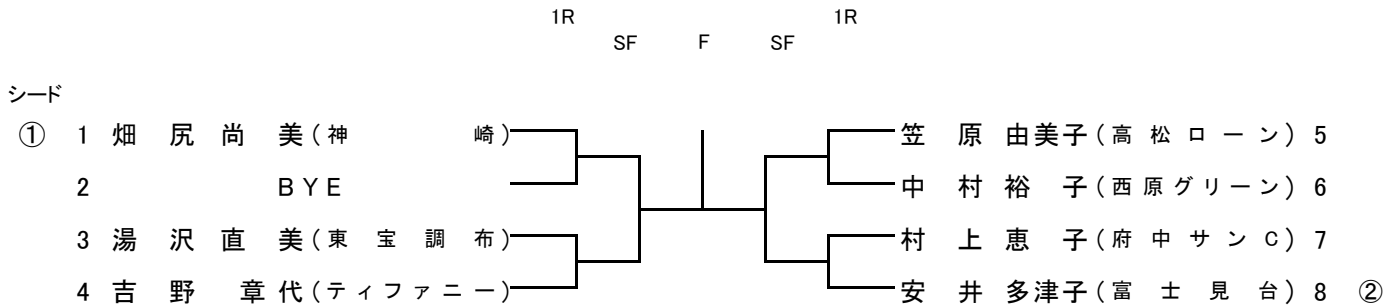 1R 1R
SF F SF
シード
① 1 畑尻尚美(神崎) 笠原由美子(高松ローン) 5
2 BYE 中村裕子(西原グリーン) 6
3 湯沢直美(東宝調布) 村上恵子(府中サンC) 7
4 吉野章代(ティファニー) 安井多津子(富士見台) 8 ②